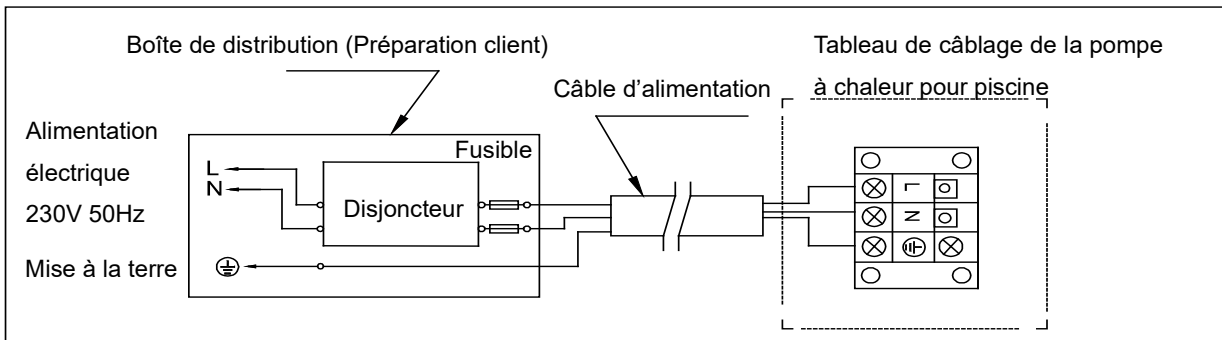 Boîte de distribution (Préparation client)
Tableau de câblage de la pompe
à chaleur pour piscine
Câble d’alimentation
Alimentation
électrique
230V 50Hz
Mise à la terre
Fusible
L
N
Disjoncteur
L
N